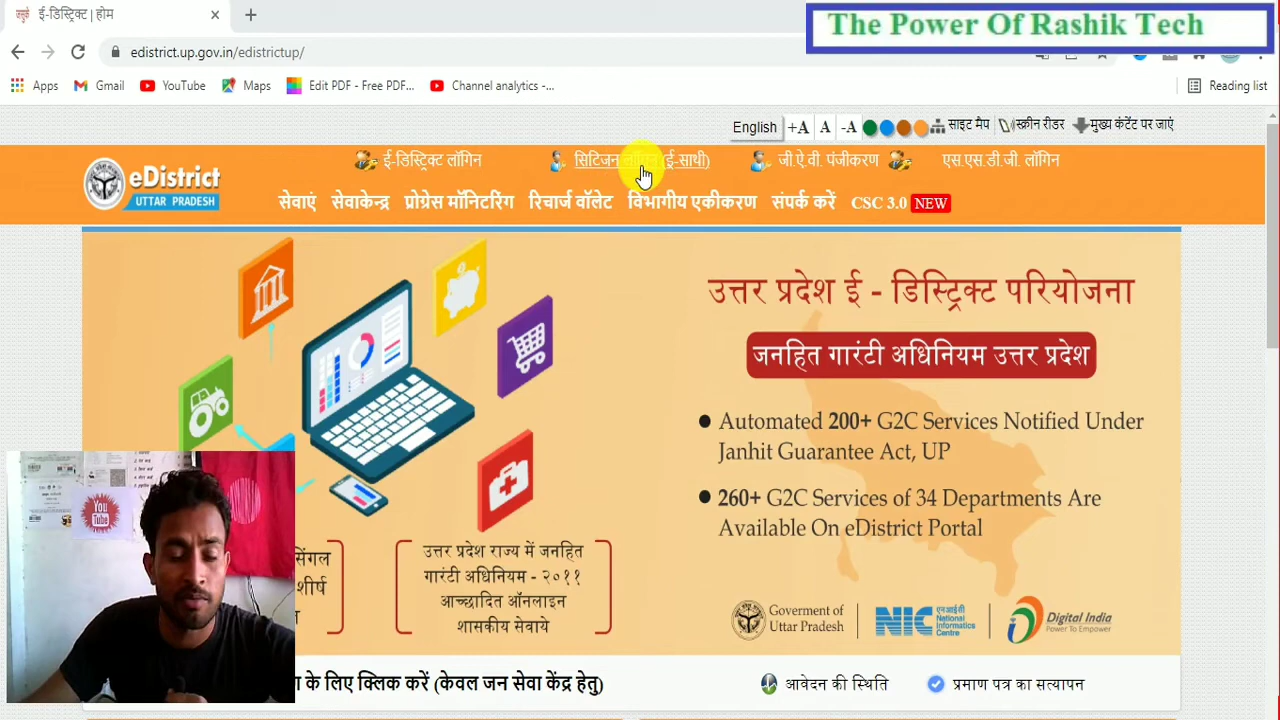 ई-डिस्ट्रिक्ट | होम
The Power Of Rashik Tech
edistrict.up.gov.in/edistrictup/
Apps Gmail YouTube Maps Edit PDF - Free PDF... Channel analytics -... Reading list
English +A A -A साइट मैप स्क्रीन रीडर मुख्य कंटेंट पर जाएं
ई-डिस्ट्रिक्ट लॉगिन सिटिजन लॉगिन (ई-साथी) जी.ऐ.वी. पंजीकरण एस.एस.डी.जी. लॉगिन
eDistrict
UTTAR PRADESH
सेवाएं सेवाकेन्द्र प्रोग्रेस मॉनिटरिंग रिचार्ज वॉलेट विभागीय एकीकरण संपर्क करें CSC 3.0 NEW
उत्तर प्रदेश ई - डिस्ट्रिक्ट परियोजना
जनहित गारंटी अधिनियम उत्तर प्रदेश
Automated 200+ G2C Services Notified Under
Janhit Guarantee Act, UP
260+ G2C Services of 34 Departments Are
Available On eDistrict Portal
सिंगल
शीर्ष
उत्तर प्रदेश राज्य में जनहित
गारंटी अधिनियम - २०११
आच्छादित ऑनलाइन
शासकीय सेवाये
Goverment of
Uttar Pradesh
NIC एनआईसी
National
Informatics
Centre
Digital India
Power To Empower
You
Tube
के लिए क्लिक करें (केवल जन सेवा केंद्र हेतु) आवेदन की स्थिति प्रमाण पत्र का सत्यापन